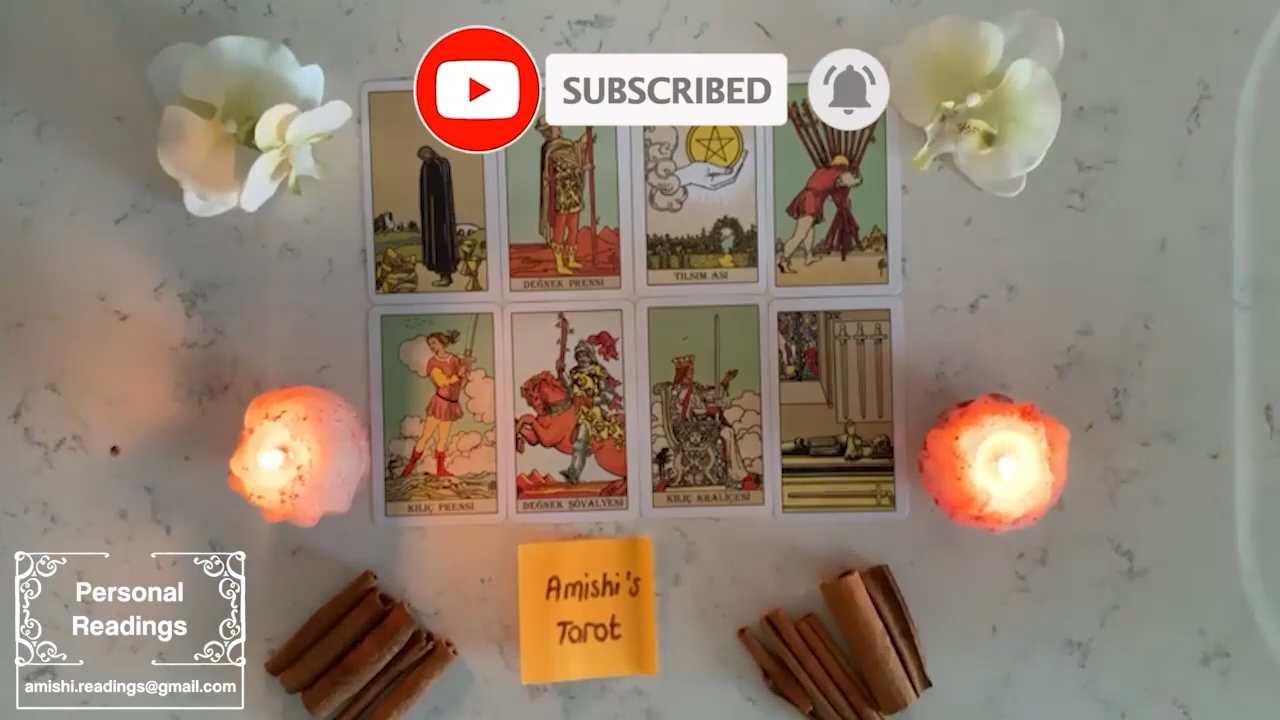 SUBSCRIBED
DEĞNEK PRENSİ
TILSIM ASI
KILIÇ PRENSİ
DEĞNEK ŞÖVALYESİ
KILIÇ KRALİÇESİ
Amishi's
Tarot
Personal
Readings
amishi.readings@gmail.com